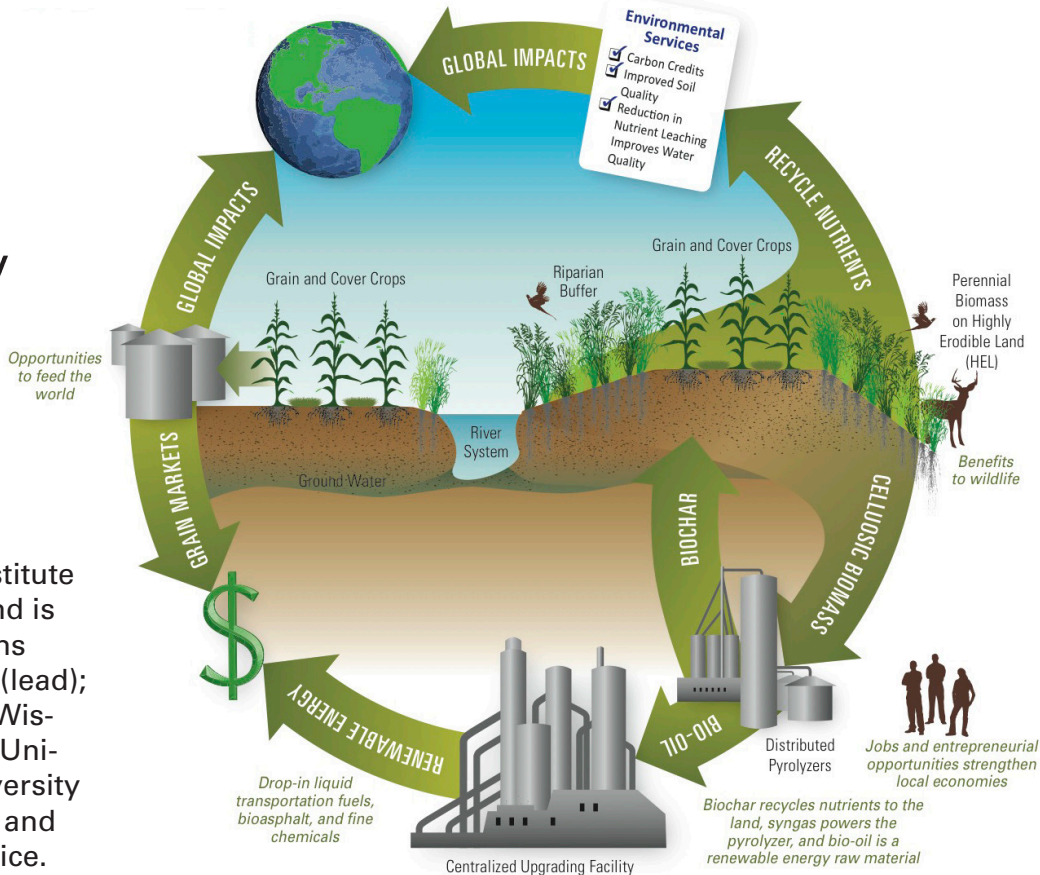 Environmental
Services
Carbon Credits
Improved Soil
Quality
Reduction in
Nutrient Leaching
Improves Water
Quality
GLOBAL IMPACTS
RECYCLE NUTRIENTS
GLOBAL IMPACTS
Grain and Cover Crops
Riparian
Buffer
Grain and Cover Crops
Perennial
Biomass
on Highly
Erodible Land
(HEL)
Opportunities
to feed the
world
River
System
Ground Water
Benefits
to wildlife
GRAIN MARKETS
BIOCHAR
CELLUOSIC BIOMASS
y
stitute
nd is
ns
(lead);
Wis-
Uni-
versity
and
ice.
$
RENEWABLE ENERGY
BIO-OIL
Distributed
Pyrolyzers
Jobs and entrepreneurial
opportunities strengthen
local economies
Drop-in liquid
transportation fuels,
bioasphalt, and fine
chemicals
Biochar recycles nutrients to the
land, syngas powers the
pyrolyzer, and bio-oil is a
renewable energy raw material
Centralized Upgrading Facility